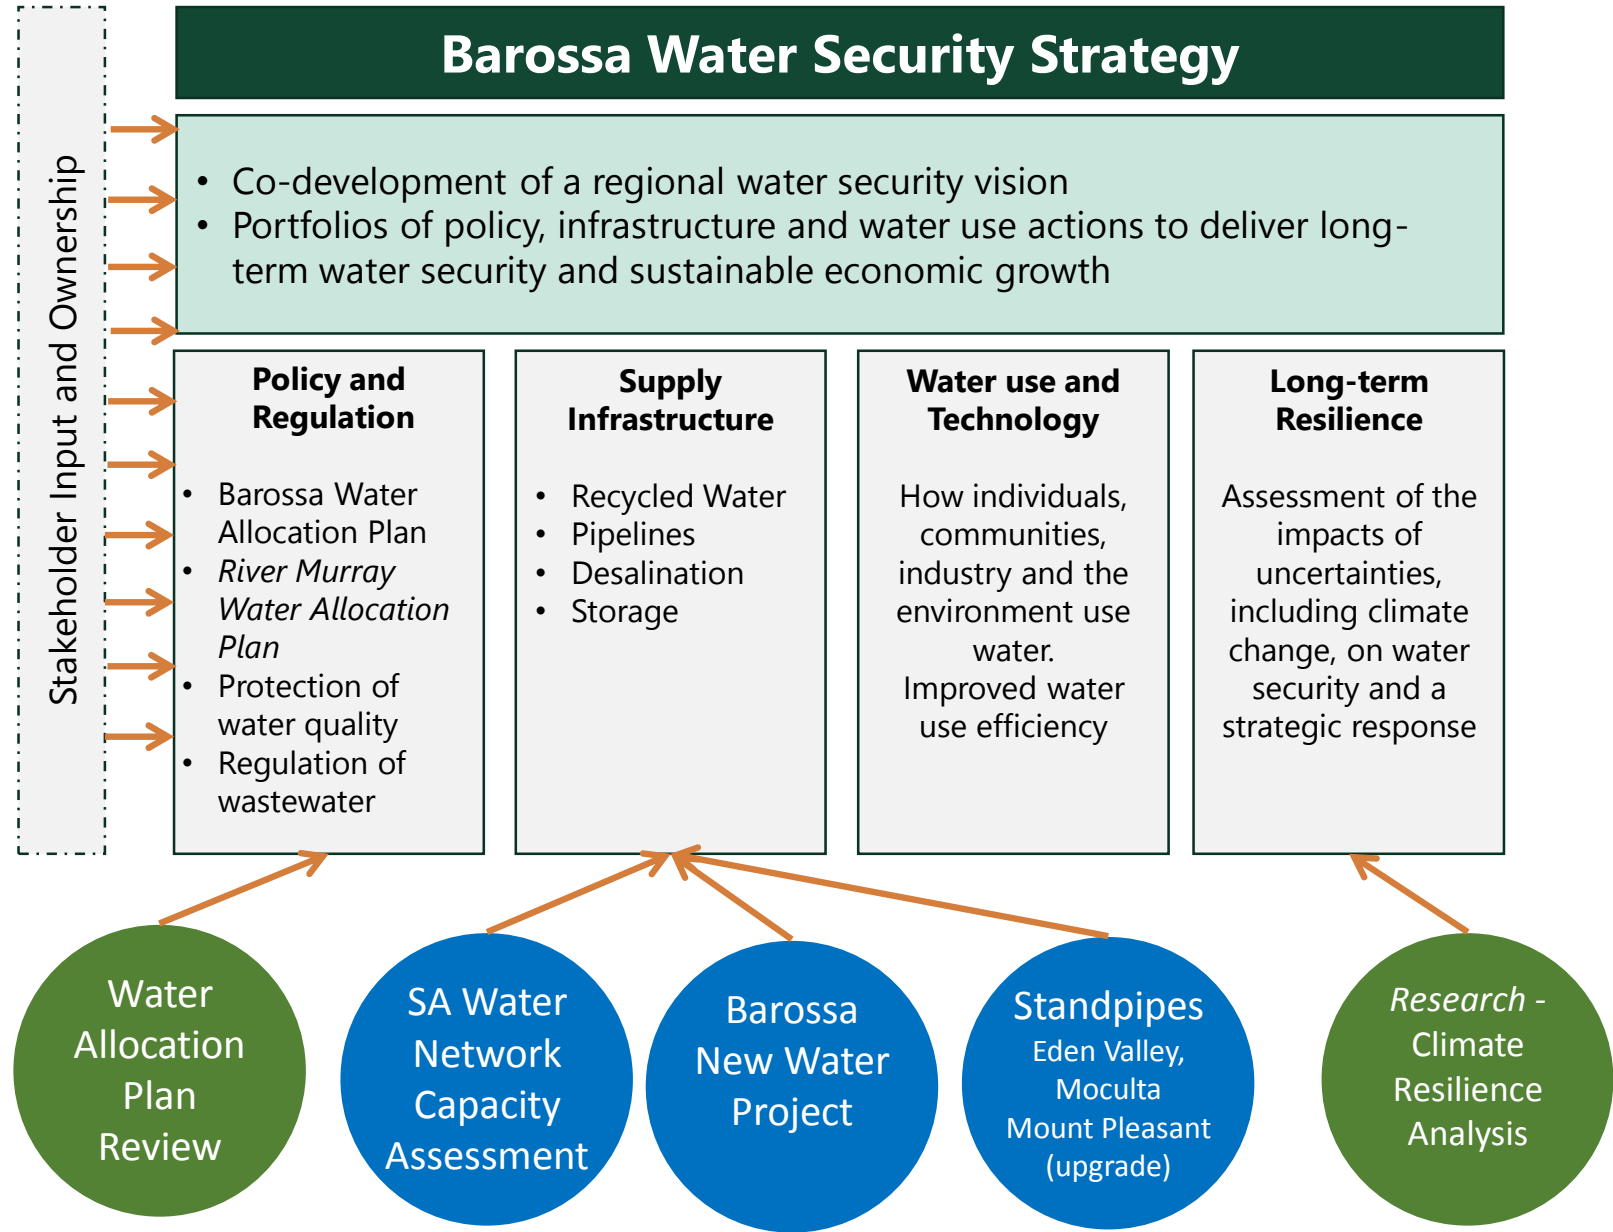 Barossa Water Security Strategy
Stakeholder Input and Ownership
• Co-development of a regional water security vision
• Portfolios of policy, infrastructure and water use actions to deliver long-
term water security and sustainable economic growth
Policy and
Regulation
• Barossa Water
Allocation Plan
• River Murray
Water Allocation
Plan
• Protection of
water quality
• Regulation of
wastewater
Supply
Infrastructure
• Recycled Water
• Pipelines
• Desalination
• Storage
Water use and
Technology
How individuals,
communities,
industry and the
environment use
water.
Improved water
use efficiency
Long-term
Resilience
Assessment of the
impacts of
uncertainties,
including climate
change, on water
security and a
strategic response
Water
Allocation
Plan
Review
SA Water
Network
Capacity
Assessment
Barossa
New Water
Project
Standpipes
Eden Valley,
Moculta
Mount Pleasant
(upgrade)
Research -
Climate
Resilience
Analysis